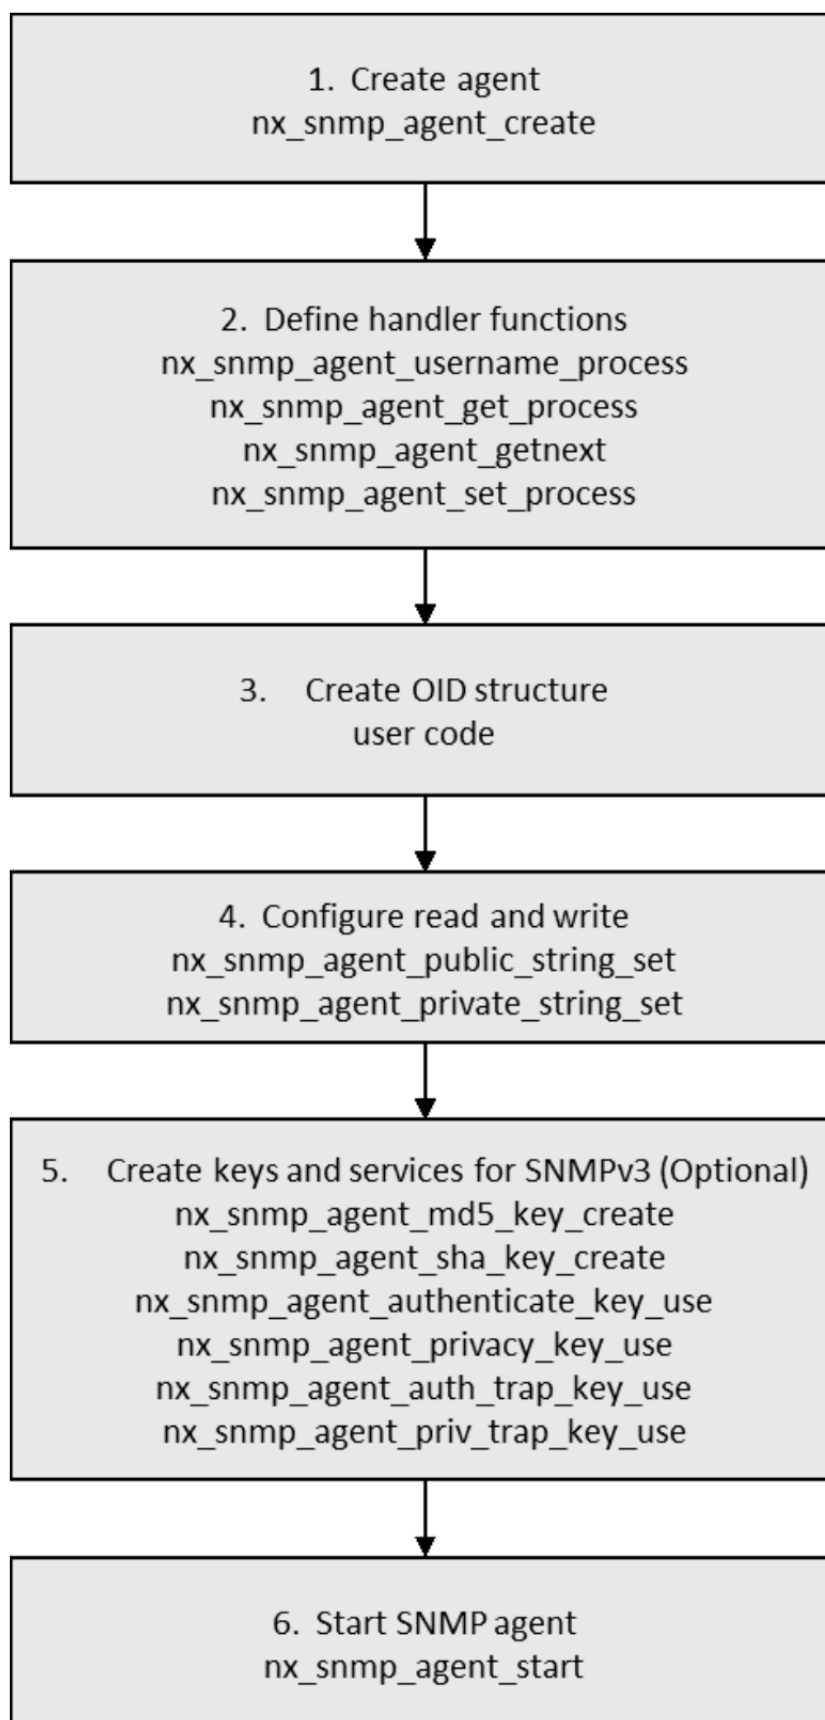 1. Create agent
nx_snmp_agent_create
2. Define handler functions
nx_snmp_agent_username_process
nx_snmp_agent_get_process
nx_snmp_agent_getnext
nx_snmp_agent_set_process
3. Create OID structure
user code
4. Configure read and write
nx_snmp_agent_public_string_set
nx_snmp_agent_private_string_set
5. Create keys and services for SNMPv3 (Optional)
nx_snmp_agent_md5_key_create
nx_snmp_agent_sha_key_create
nx_snmp_agent_authenticate_key_use
nx_snmp_agent_privacy_key_use
nx_snmp_agent_auth_trap_key_use
nx_snmp_agent_priv_trap_key_use
6. Start SNMP agent
nx_snmp_agent_start